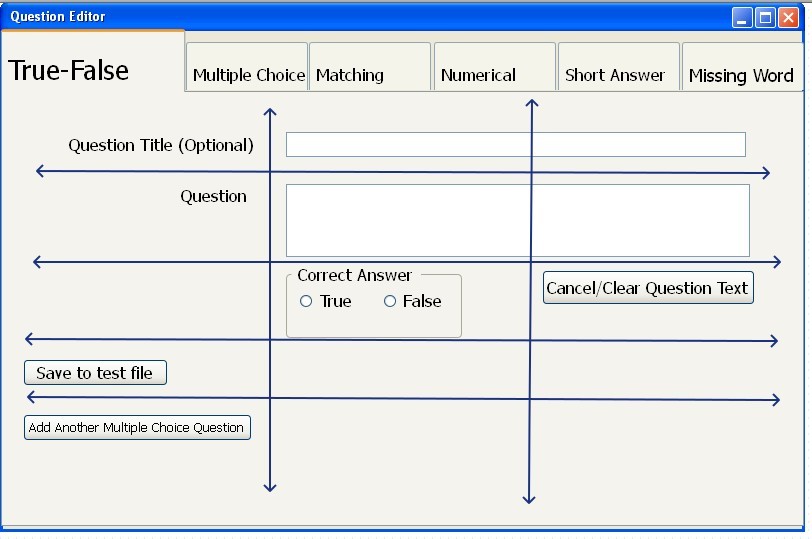 Question Editor
True-False
Multiple Choice
Matching
Numerical
Short Answer
Missing Word
Question Title (Optional)
Question
Correct Answer
True
False
Cancel/Clear Question Text
Save to test file
Add Another Multiple Choice Question